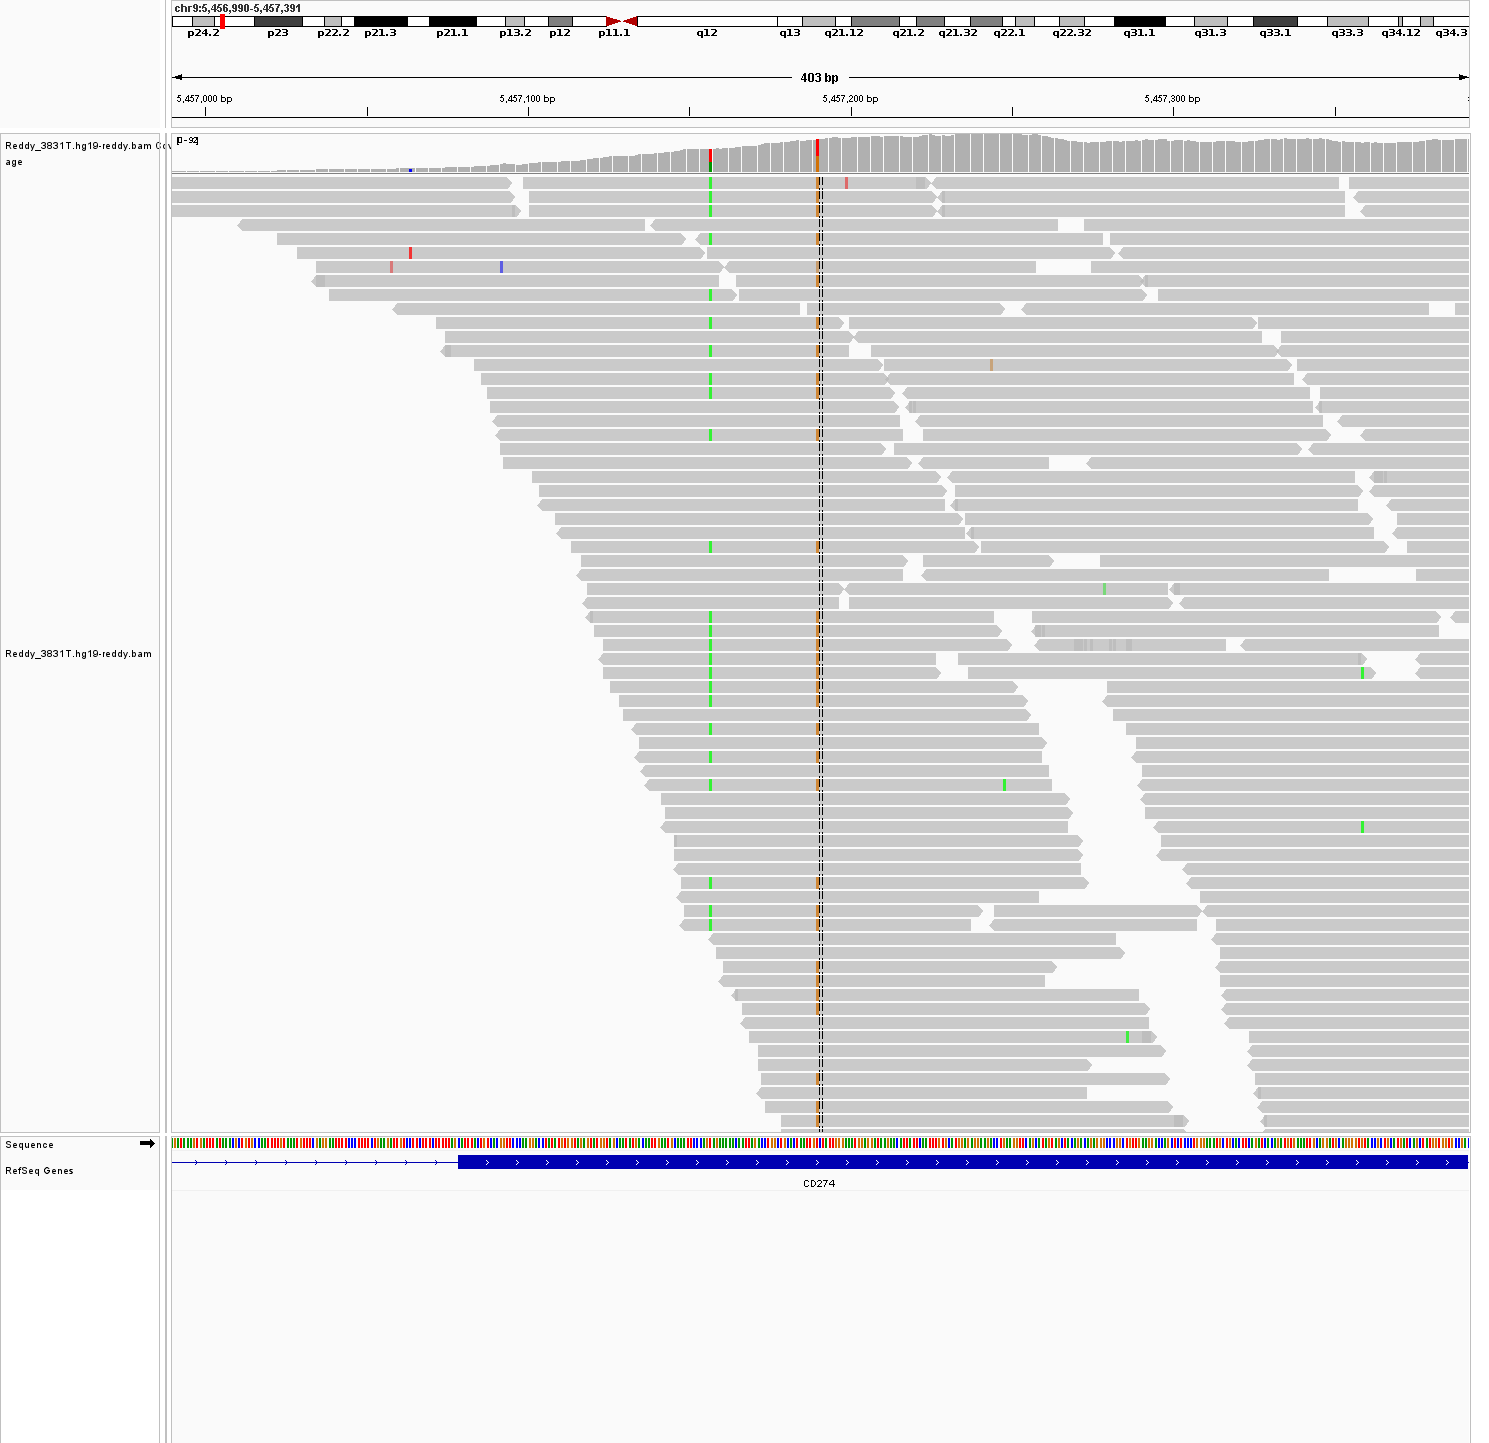 chr9:5,456,990-5,457,391
p24.2 p23 p22.2 p21.3 p21.1 p13.2 p12 p11.1 q12 q13 q21.12 q21.2 q21.32 q22.1 q22.32 q31.1 q31.3 q33.1 q33.3 q34.12 q34.3
403 bp
5,457,000 bp 5,457,100 bp 5,457,200 bp 5,457,300 bp
Reddy_3831T.hg19-reddy.bam Cov
age
[0-92]
Reddy_3831T.hg19-reddy.bam
Sequence
RefSeq Genes
CD274